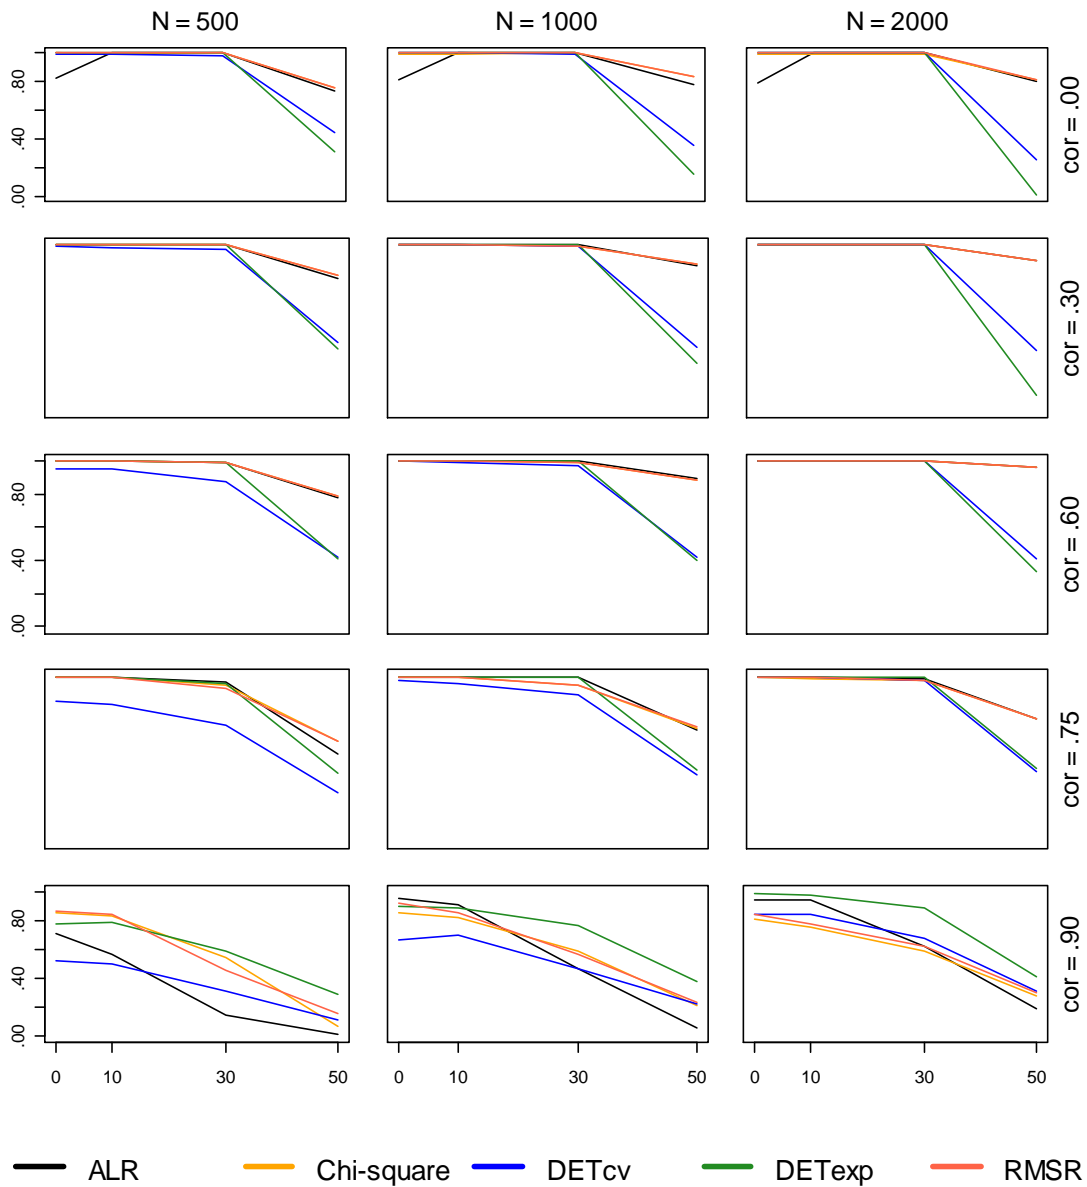 N = 500 N = 1000 N = 2000
.80
.40
.00
cor = .00
cor = .30
.80
.40
.00
cor = .60
cor = .75
.80
.40
.00
cor = .90
0 10 30 50 0 10 30 50 0 10 30 50
ALR Chi-square DETcv DETexp RMSR